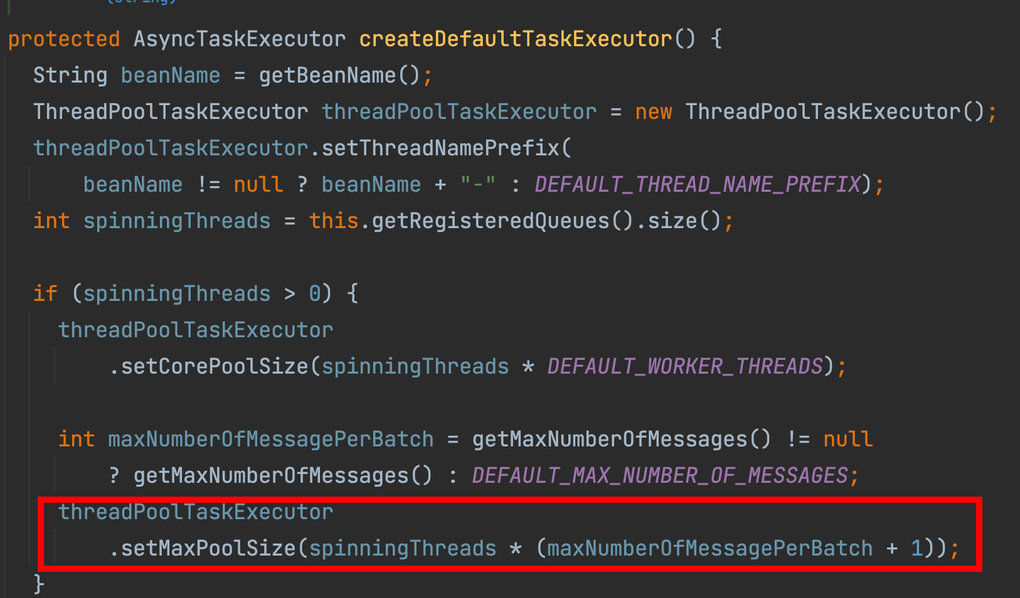 (String)
protected AsyncTaskExecutor createDefaultTaskExecutor() {
String beanName = getBeanName();
ThreadPoolTaskExecutor threadPoolTaskExecutor = new ThreadPoolTaskExecutor();
threadPoolTaskExecutor.setThreadNamePrefix(
beanName != null ? beanName + "-" : DEFAULT_THREAD_NAME_PREFIX);
int spinningThreads = this.getRegisteredQueues().size();
if (spinningThreads > 0) {
threadPoolTaskExecutor
.setCorePoolSize(spinningThreads * DEFAULT_WORKER_THREADS);
int maxNumberOfMessagePerBatch = getMaxNumberOfMessages() != null
? getMaxNumberOfMessages() : DEFAULT_MAX_NUMBER_OF_MESSAGES;
threadPoolTaskExecutor
.setMaxPoolSize(spinningThreads * (maxNumberOfMessagePerBatch + 1));
}